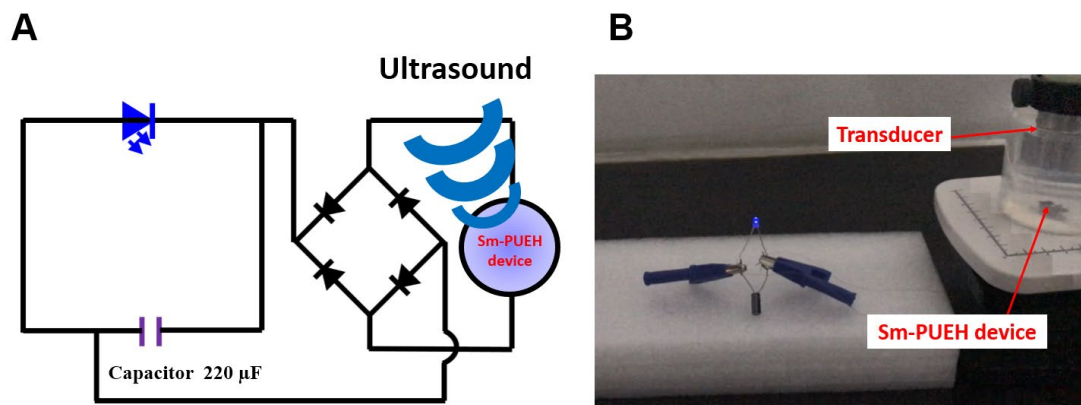 A
B
Ultrasound
Sm-PUEH
device
Capacitor 220 µF
Transducer
Sm-PUEH device